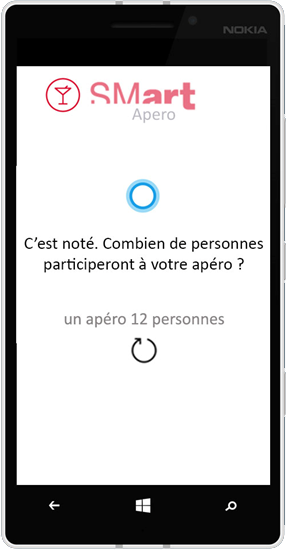 NOKIA
SMart
Apero
C'est noté. Combien de personnes
participeront à votre apéro ?
un apéro 12 personnes